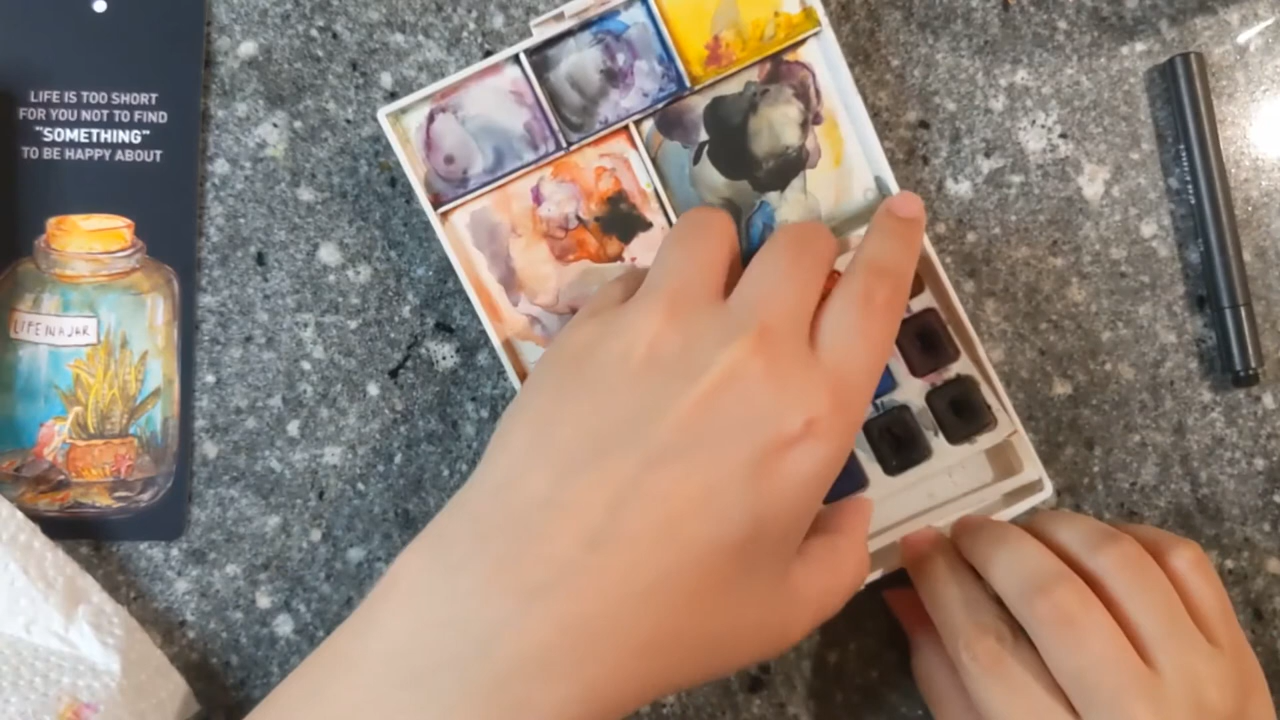 LIFE IS TOO SHORT
FOR YOU NOT TO FIND
"SOMETHING"
TO BE HAPPY ABOUT
LIFE IN A JAR